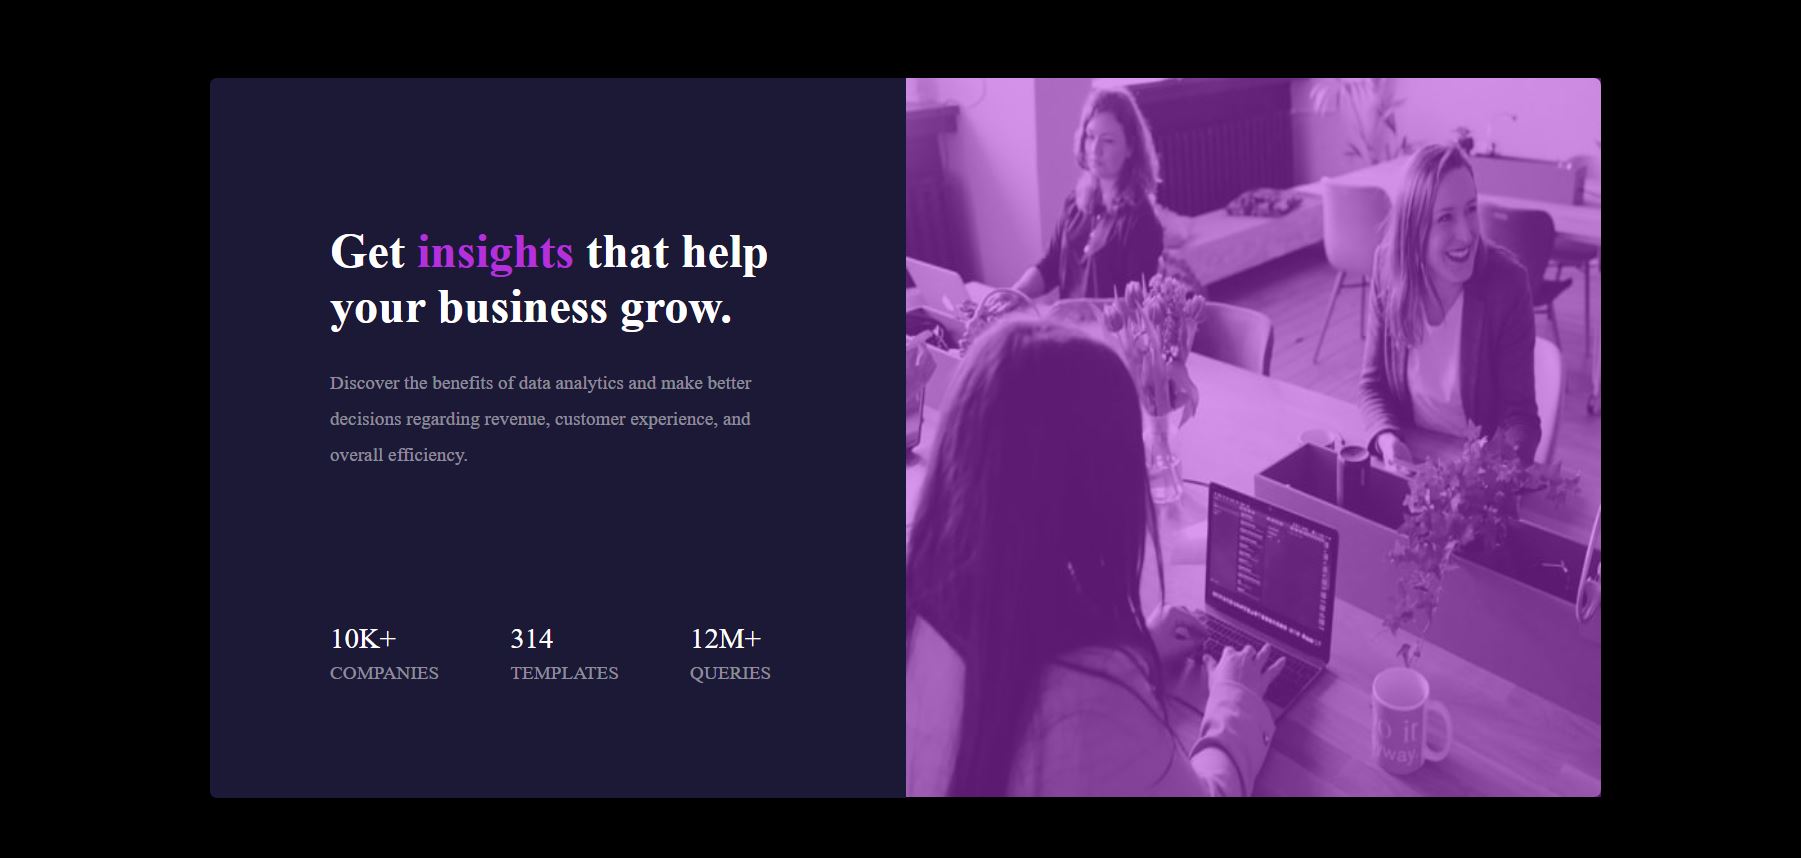 Get insights that help
your business grow.
Discover the benefits of data analytics and make better
decisions regarding revenue, customer experience, and
overall efficiency.
10K+ 314 12M+
COMPANIES TEMPLATES QUERIES
way.